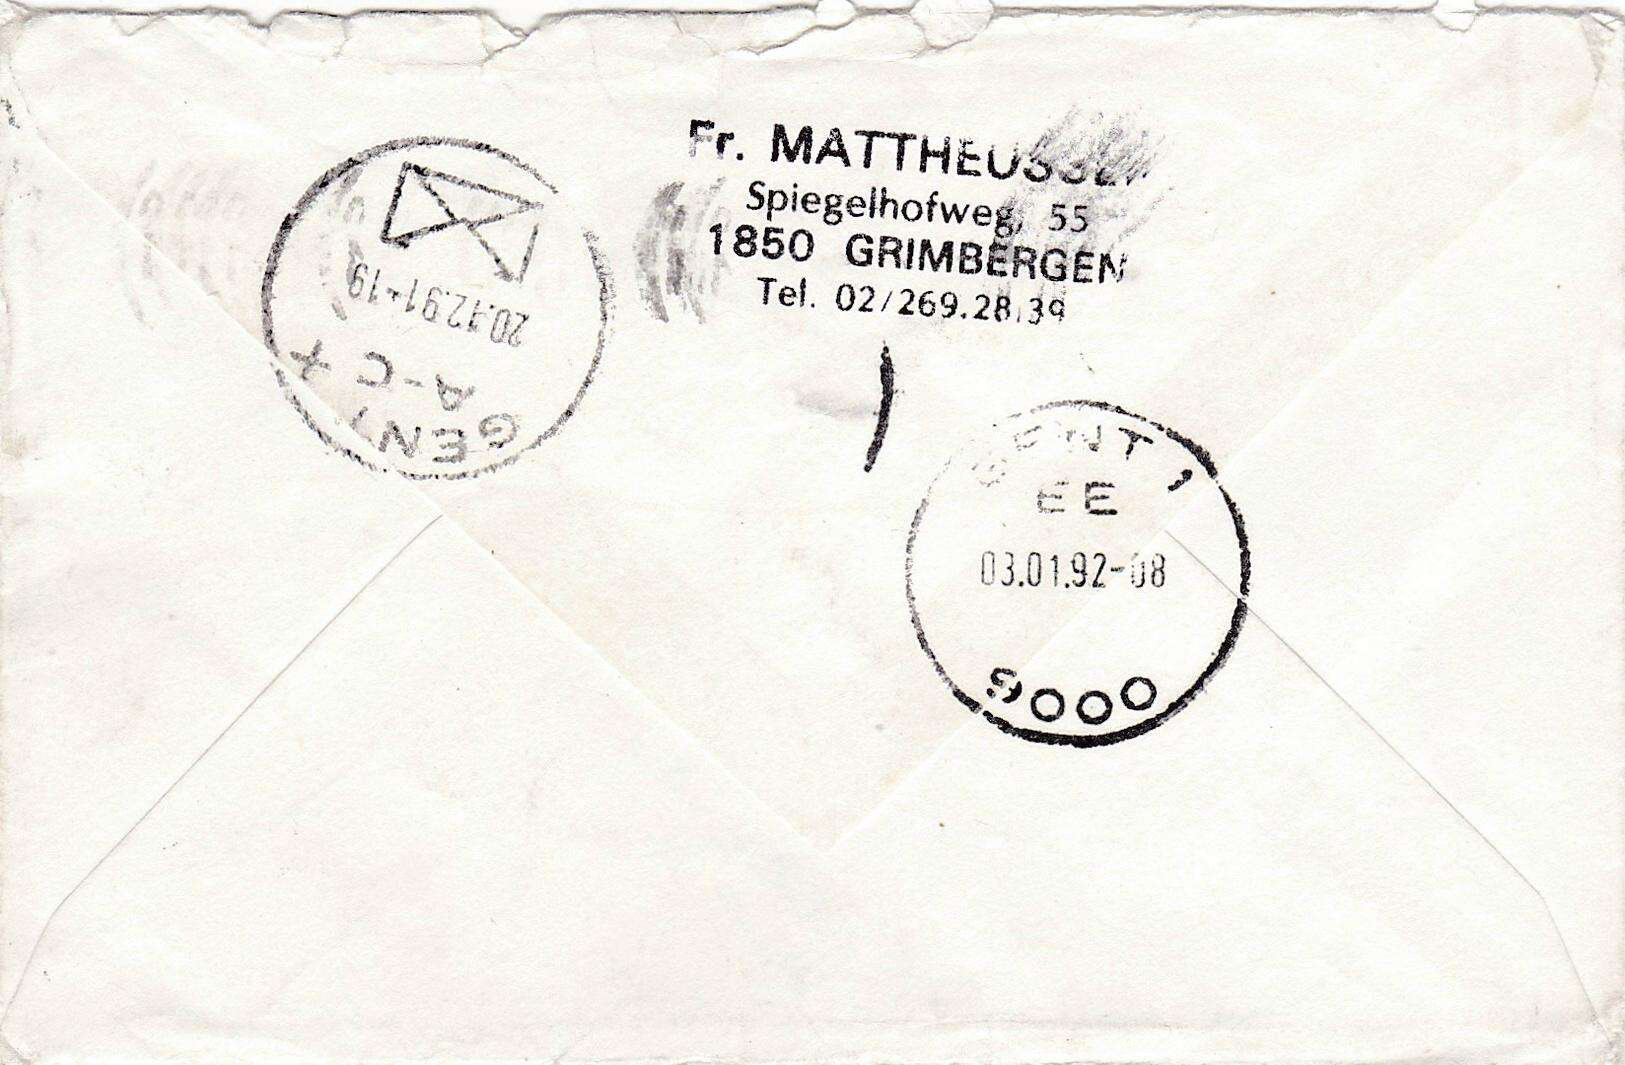 Fr. MATTHEUSSEN
Spiegelhofweg, 55
1850 GRIMBERGEN
Tel. 02/269.28.39
20.12.91-19
A-C X
GENT
GENT 1
EE
03.01.92-08
9000